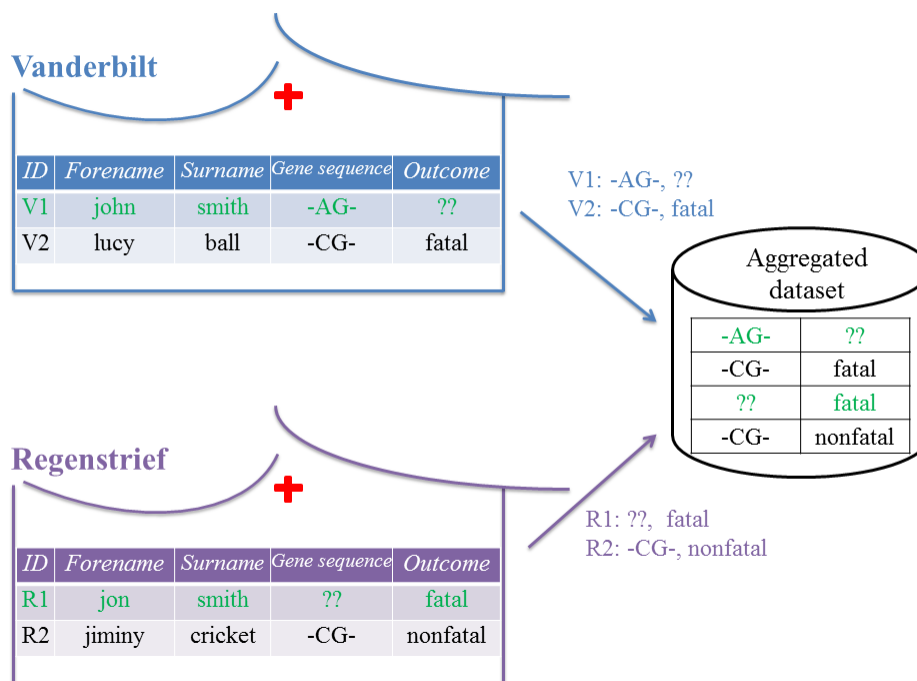 Vanderbilt
ID Forename Surname Gene sequence Outcome
V1 john smith -AG- ??
V2 lucy ball -CG- fatal
V1: -AG-, ??
V2: -CG-, fatal
Aggregated
dataset
-AG- ??
-CG- fatal
?? fatal
-CG- nonfatal
Regenstrief
ID Forename Surname Gene sequence Outcome
R1 jon smith ?? fatal
R2 jiminy cricket -CG- nonfatal
R1: ??, fatal
R2: -CG-, nonfatal